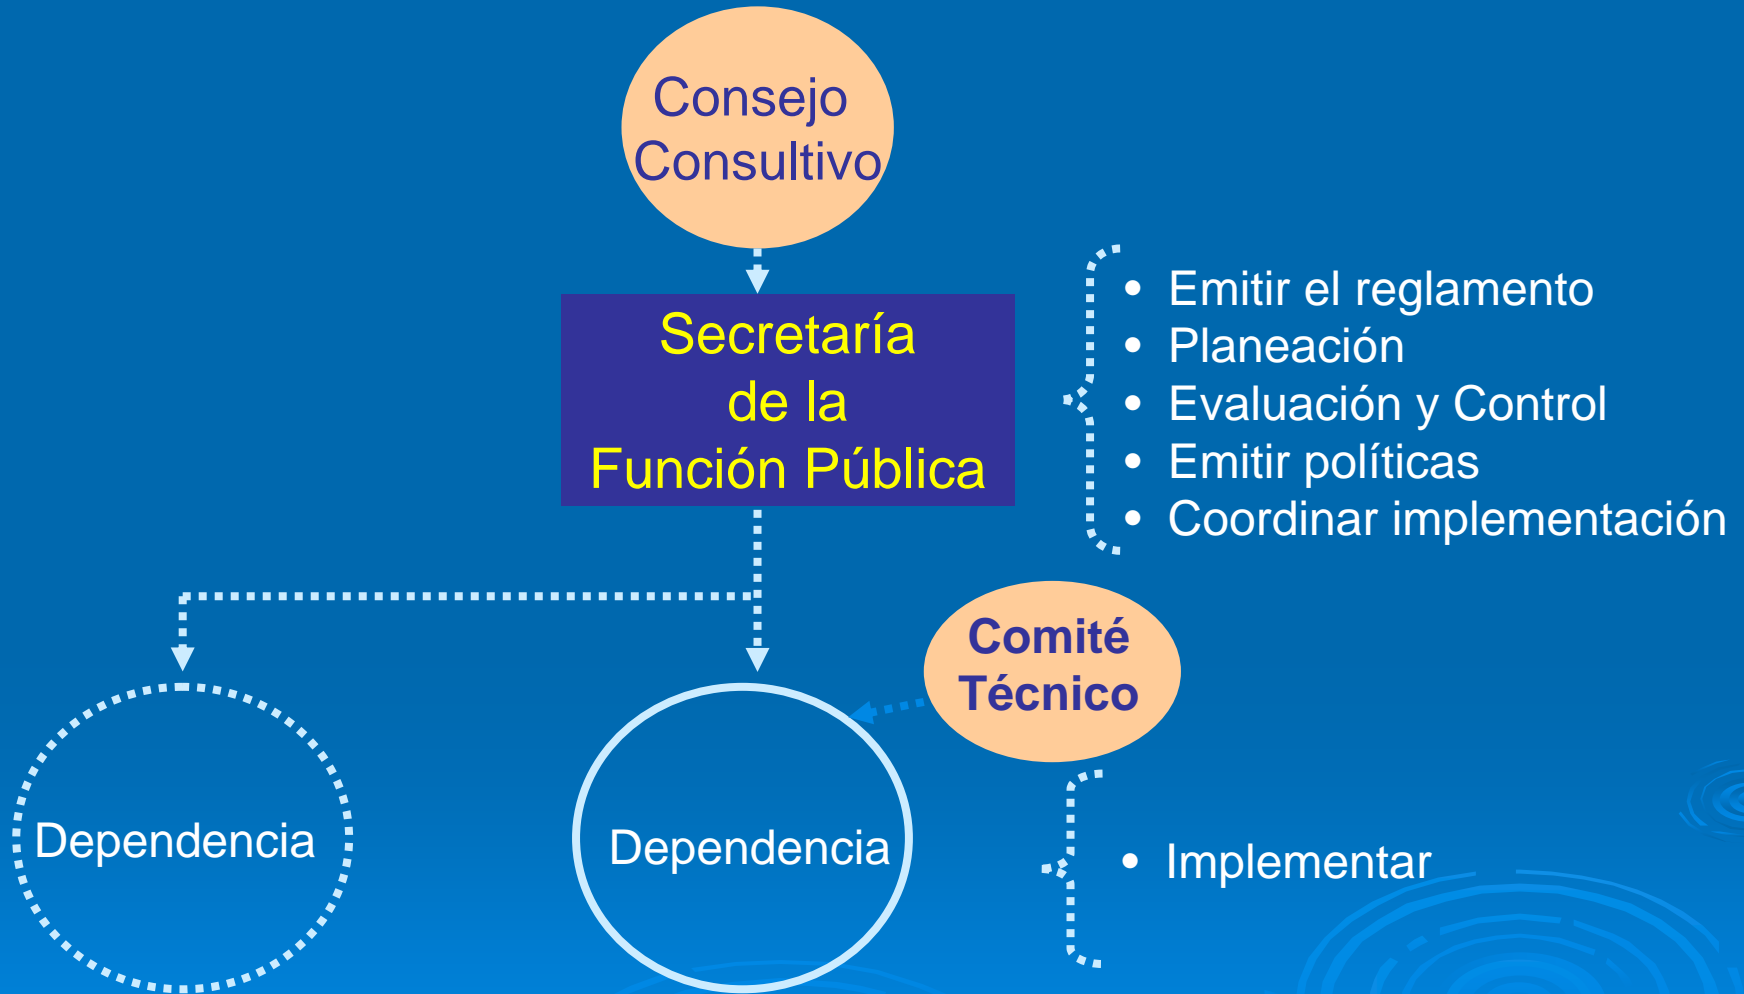 Consejo
Consultivo
Secretaría
de la
Función Pública
• Emitir el reglamento
• Planeación
• Evaluación y Control
• Emitir políticas
• Coordinar implementación
Comité
Técnico
Dependencia
Dependencia
• Implementar